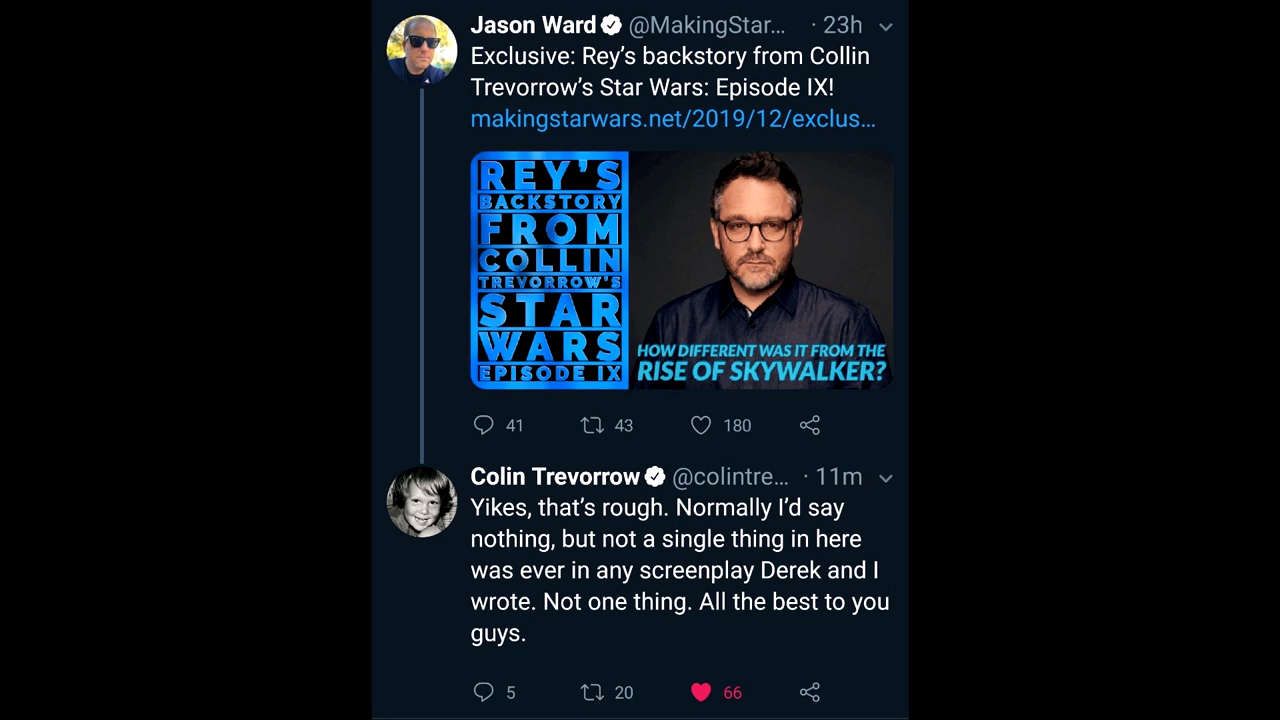 Jason Ward @MakingStar... · 23h
Exclusive: Rey’s backstory from Collin
Trevorrow’s Star Wars: Episode IX!
makingstarwars.net/2019/12/exclus...
REY'S
BACKSTORY
FROM
COLLIN
TREVORROW'S
STAR
WARS
EPISODE IX
HOW DIFFERENT WAS IT FROM THE
RISE OF SKYWALKER?
41 43 180
Colin Trevorrow @colintre... · 11m
Yikes, that’s rough. Normally I’d say
nothing, but not a single thing in here
was ever in any screenplay Derek and I
wrote. Not one thing. All the best to you
guys.
5 20 66